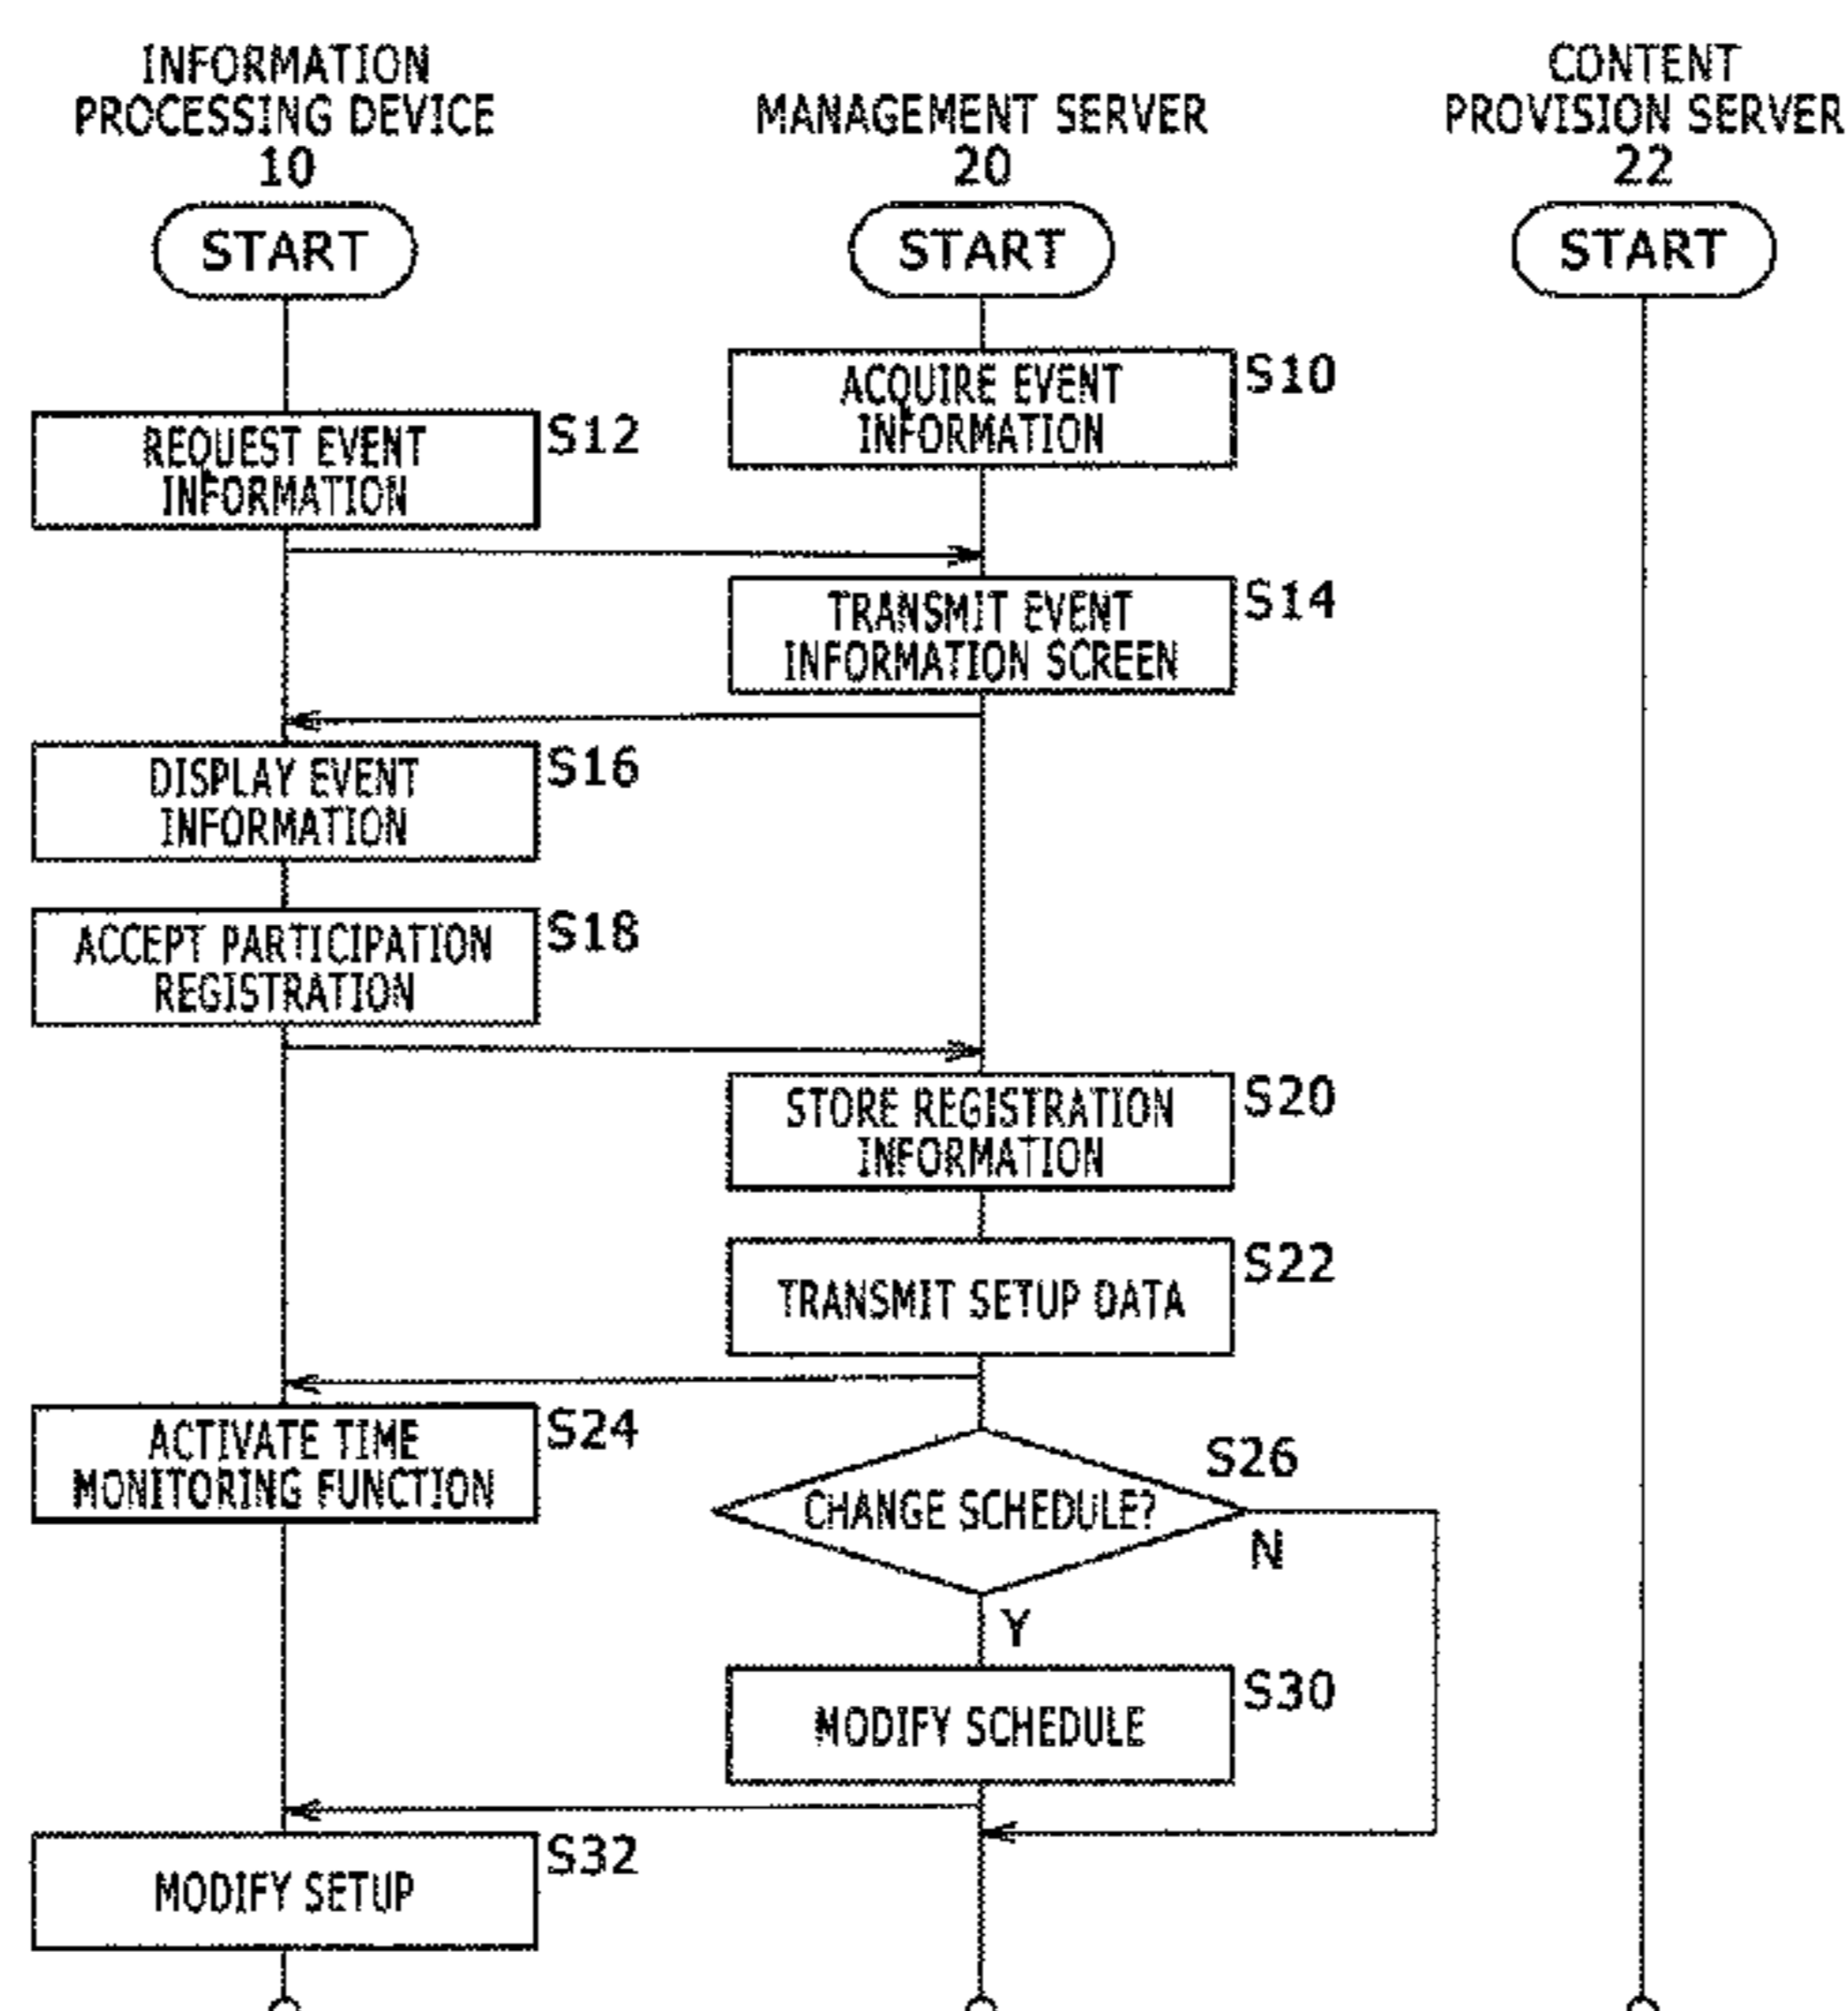 INFORMATION
PROCESSING DEVICE
10
MANAGEMENT SERVER
20
CONTENT
PROVISION SERVER
22
START
START
START
ACQUIRE EVENT
INFORMATION
S10
REQUEST EVENT
INFORMATION
S12
TRANSMIT EVENT
INFORMATION SCREEN
S14
DISPLAY EVENT
INFORMATION
S16
ACCEPT PARTICIPATION
REGISTRATION
S18
STORE REGISTRATION
INFORMATION
S20
TRANSMIT SETUP DATA
S22
ACTIVATE TIME
MONITORING FUNCTION
S24
CHANGE SCHEDULE?
S26
N
Y
MODIFY SCHEDULE
S30
MODIFY SETUP
S32